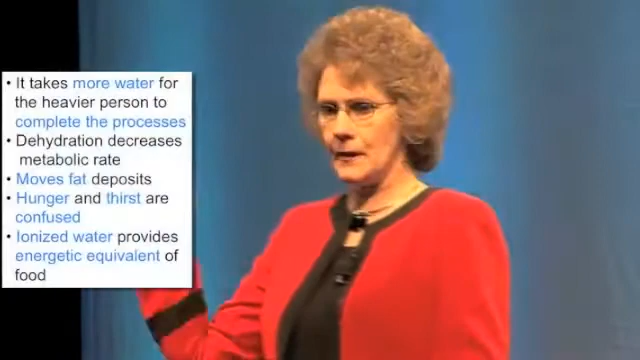 • It takes more water for
the heavier person to
complete the processes
• Dehydration decreases
metabolic rate
• Moves fat deposits
• Hunger and thirst are
confused
• Ionized water provides
energetic equivalent of
food